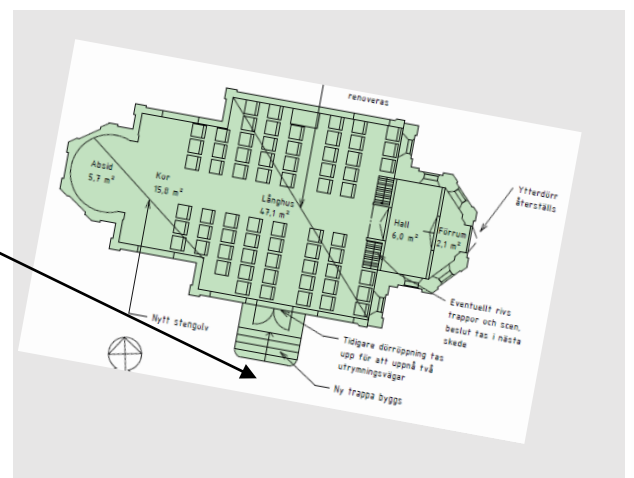 renoveras
Absid
5,7 m²
Kor
15,8 m²
Långhus
47,1 m²
Hall
6,0 m²
Förrum
2,1 m²
Ytterdörr
återställs
Nytt stengulv
Eventuellt rivs
trappor och scen,
beslut tas i nästa
skede
Tidigare dörröppning tas
upp för att uppnå två
utrymningsvägar
Ny trappa byggs